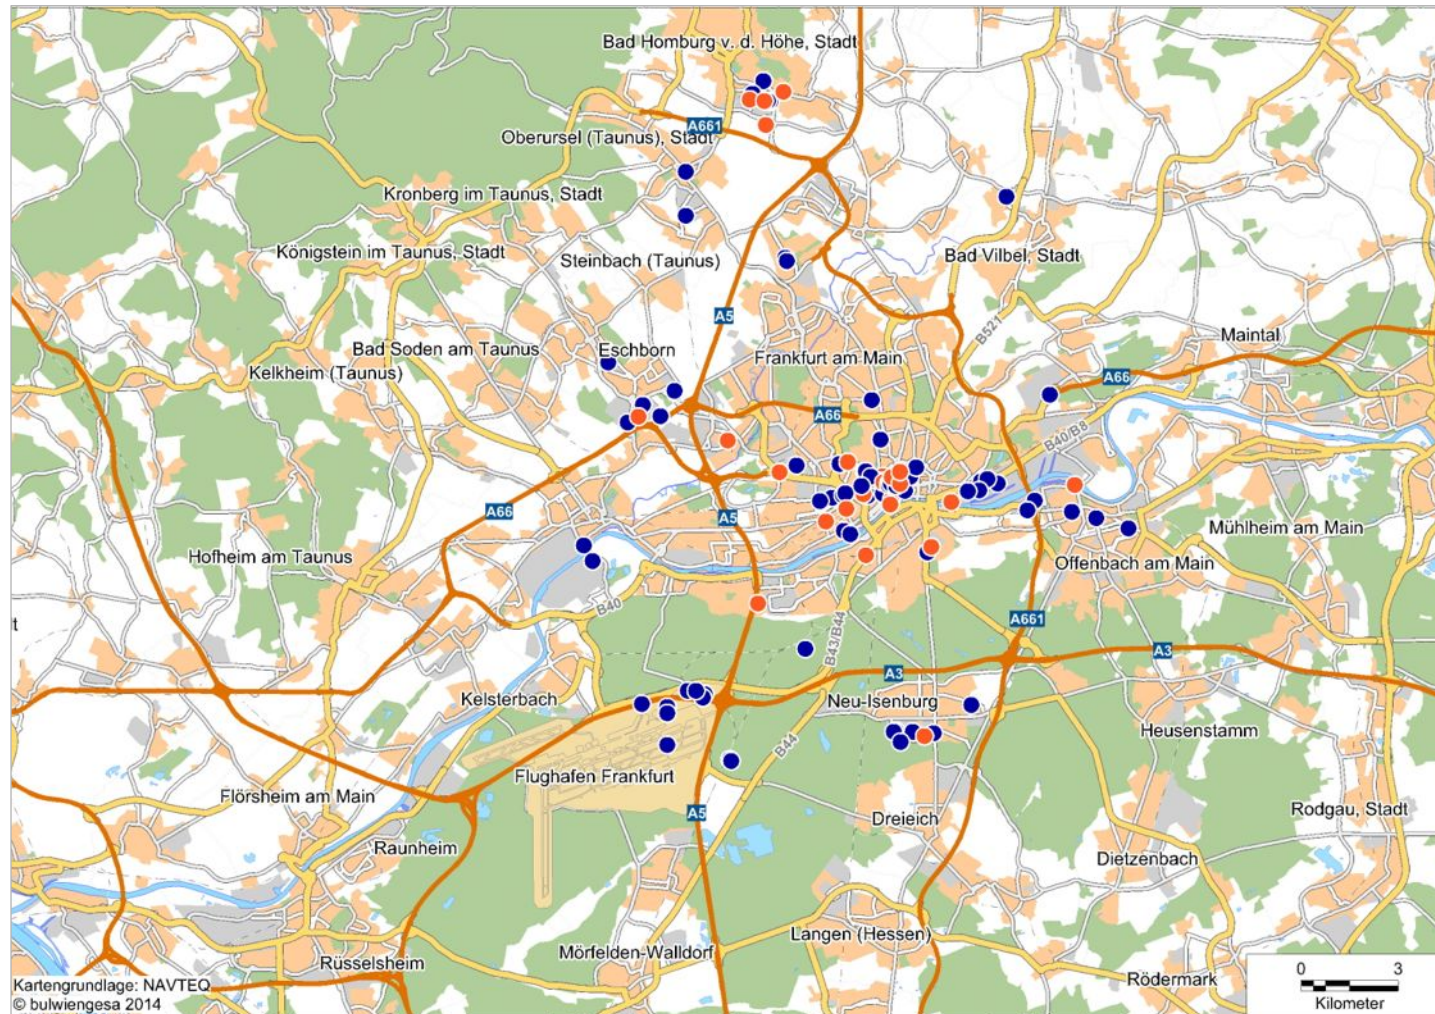 Bad Homburg v. d. Höhe, Stadt
A661
Oberursel (Taunus), Stadt
Kronberg im Taunus, Stadt
Königstein im Taunus, Stadt
Steinbach (Taunus)
Bad Vilbel, Stadt
A5
B521
Maintal
Bad Soden am Taunus
Eschborn
Frankfurt am Main
Kelkheim (Taunus)
A66
A66
B40/B8
A66
A5
Mühlheim am Main
Hofheim am Taunus
Offenbach am Main
B40
A661
B43/B44
A3
A3
t
Kelsterbach
Neu-Isenburg
Heusenstamm
B44
Flughafen Frankfurt
Flörsheim am Main
A5
Dreieich
Rodgau, Stadt
Raunheim
Dietzenbach
Langen (Hessen)
Mörfelden-Walldorf
Rüsselsheim
Rödermark
0 3
Kilometer
Kartengrundlage: NAVTEQ
© bulwiengesa 2014